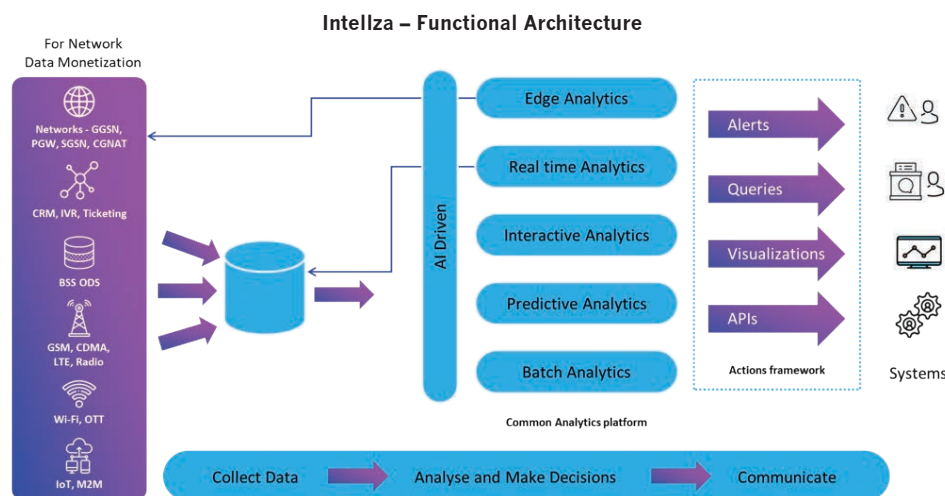 Intellza – Functional Architecture
For Network
Data Monetization
Networks - GGSN,
PGW, SGSN, CGNAT
CRM, IVR, Ticketing
BSS ODS
GSM, CDMA,
LTE, Radio
Wi-Fi, OTT
IoT, M2M
AI Driven
Edge Analytics
Real time Analytics
Interactive Analytics
Predictive Analytics
Batch Analytics
Common Analytics platform
Alerts
Queries
Visualizations
APIs
Actions framework
Systems
Collect Data
Analyse and Make Decisions
Communicate